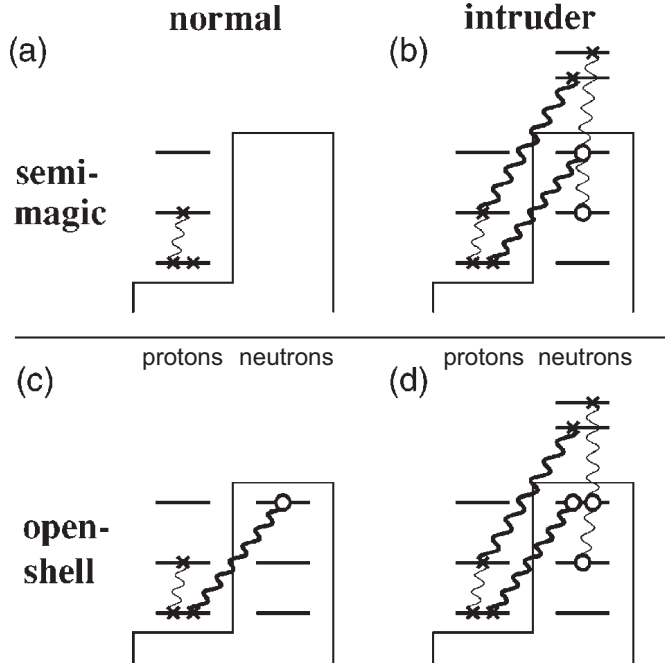 normal
intruder
(a)
(b)
semi-
magic
protons
neutrons
protons
neutrons
(c)
(d)
open-
shell